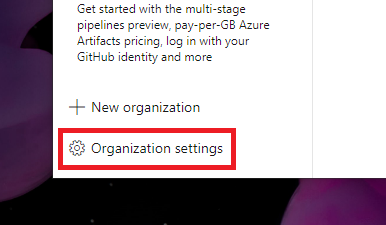 Get started with the multi-stage
pipelines preview, pay-per-GB Azure
Artifacts pricing, log in with your
GitHub identity and more
New organization
Organization settings